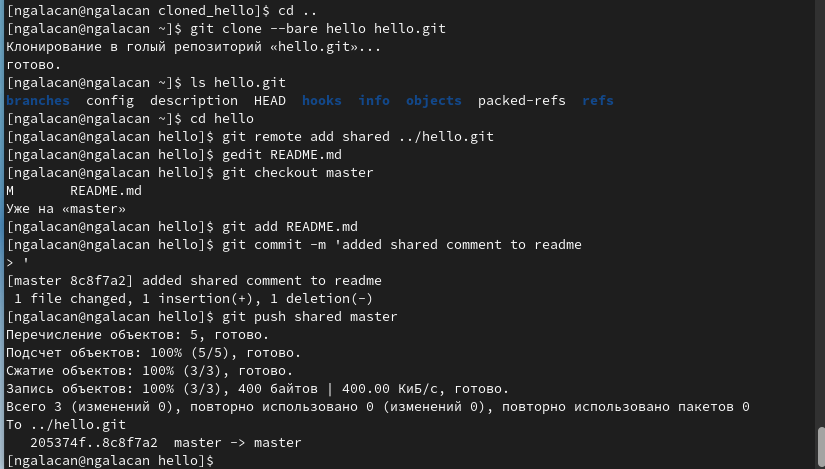 [ngalacan@ngalacan cloned_hello]$ cd ..
[ngalacan@ngalacan ~]$ git clone --bare hello hello.git
Клонирование в голый репозиторий «hello.git»...
готово.
[ngalacan@ngalacan ~]$ ls hello.git
branches  config  description  HEAD  hooks  info  objects  packed-refs  refs
[ngalacan@ngalacan ~]$ cd hello
[ngalacan@ngalacan hello]$ git remote add shared ../hello.git
[ngalacan@ngalacan hello]$ gedit README.md
[ngalacan@ngalacan hello]$ git checkout master
M       README.md
Уже на «master»
[ngalacan@ngalacan hello]$ git add README.md
[ngalacan@ngalacan hello]$ git commit -m 'added shared comment to readme
> '
[master 8c8f7a2] added shared comment to readme
 1 file changed, 1 insertion(+), 1 deletion(-)
[ngalacan@ngalacan hello]$ git push shared master
Перечисление объектов: 5, готово.
Подсчет объектов: 100% (5/5), готово.
Сжатие объектов: 100% (3/3), готово.
Запись объектов: 100% (3/3), 400 байтов | 400.00 КиБ/с, готово.
Всего 3 (изменений 0), повторно использовано 0 (изменений 0), повторно использовано пакетов 0
To ../hello.git
   205374f..8c8f7a2  master -> master
[ngalacan@ngalacan hello]$